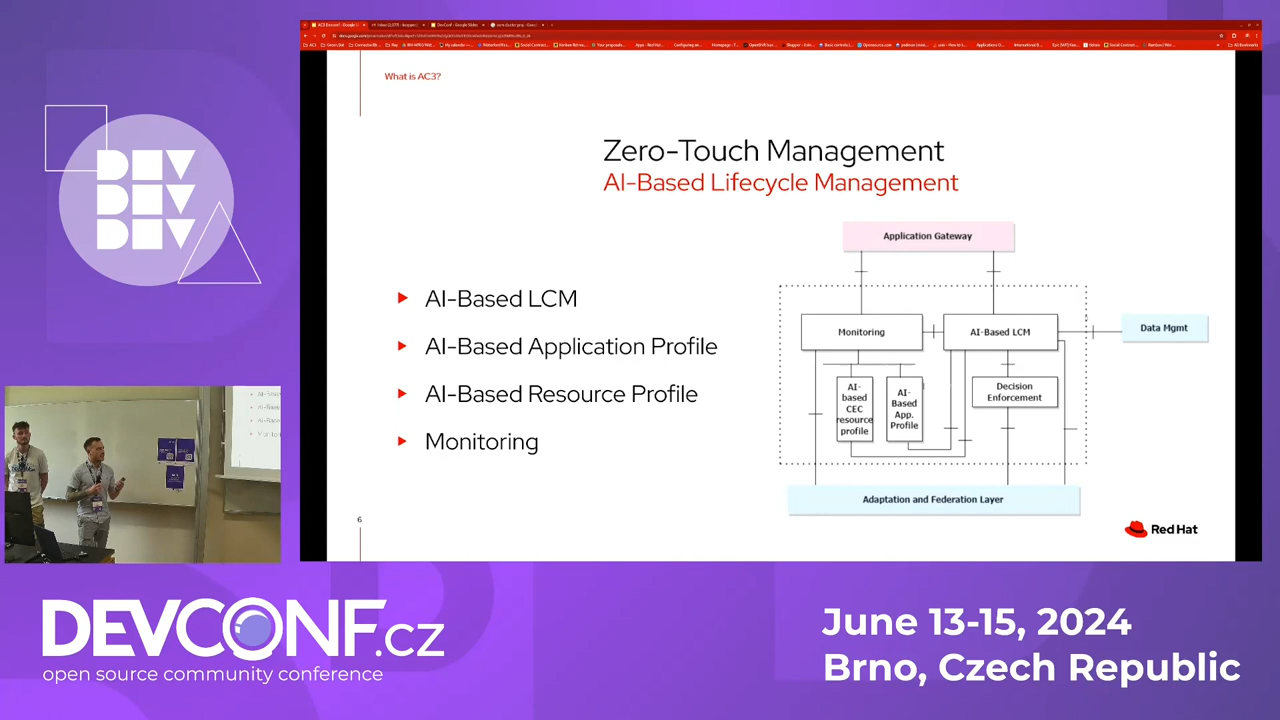 What is AC3?
Zero-Touch Management
AI-Based Lifecycle Management
AI-Based LCM
AI-Based Application Profile
AI-Based Resource Profile
Monitoring
Application Gateway
Monitoring
AI-Based LCM
Data Mgmt
AI-
based
CEC
resource
profile
AI-
Based
App.
Profile
Decision
Enforcement
Adaptation and Federation Layer
6
Red Hat
DEV
DEV
DEV
DEVCONF.cz
open source community conference
June 13-15, 2024
Brno, Czech Republic